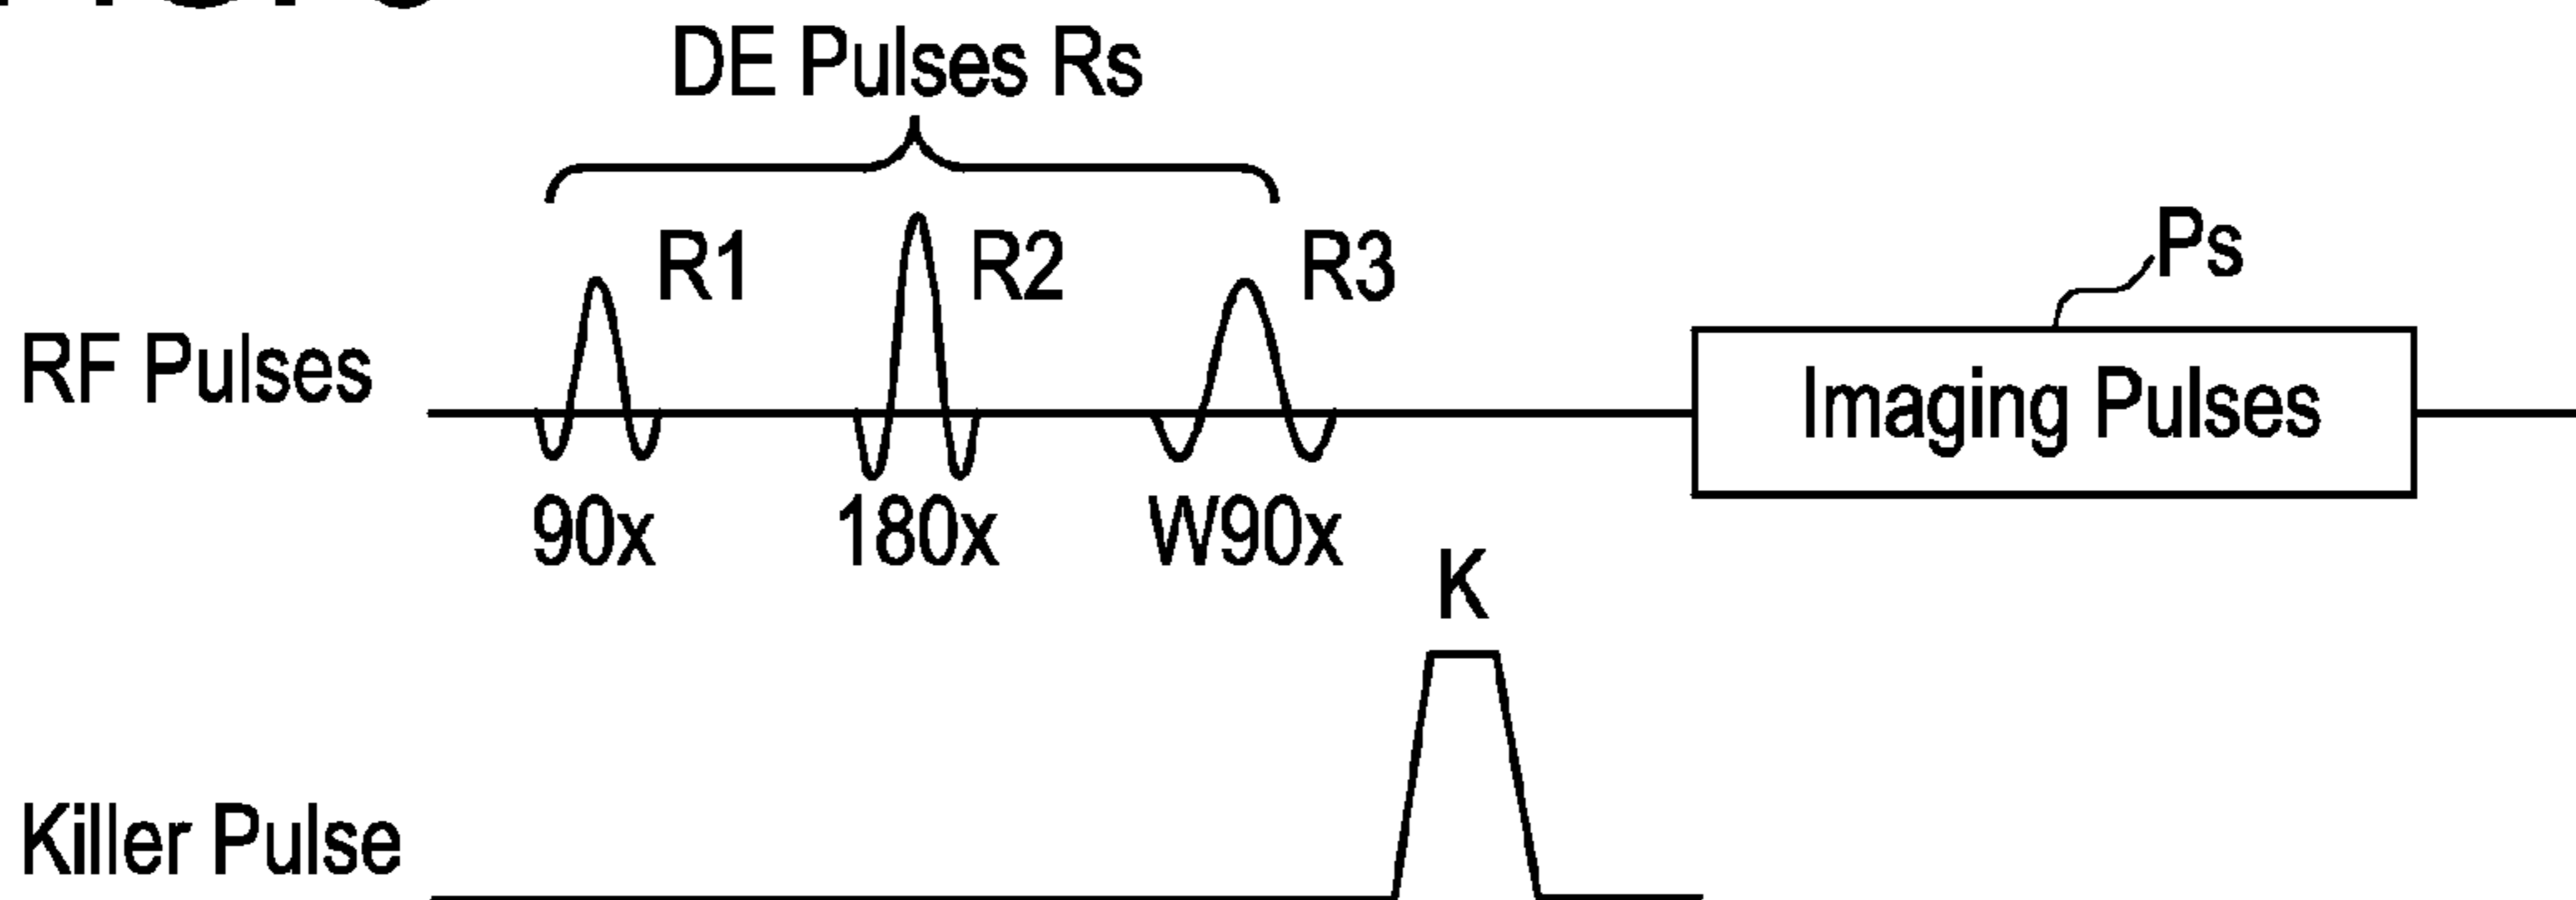 DE Pulses Rs
R1
R2
R3
Ps
RF Pulses
Imaging Pulses
90x
180x
W90x
K
Killer Pulse